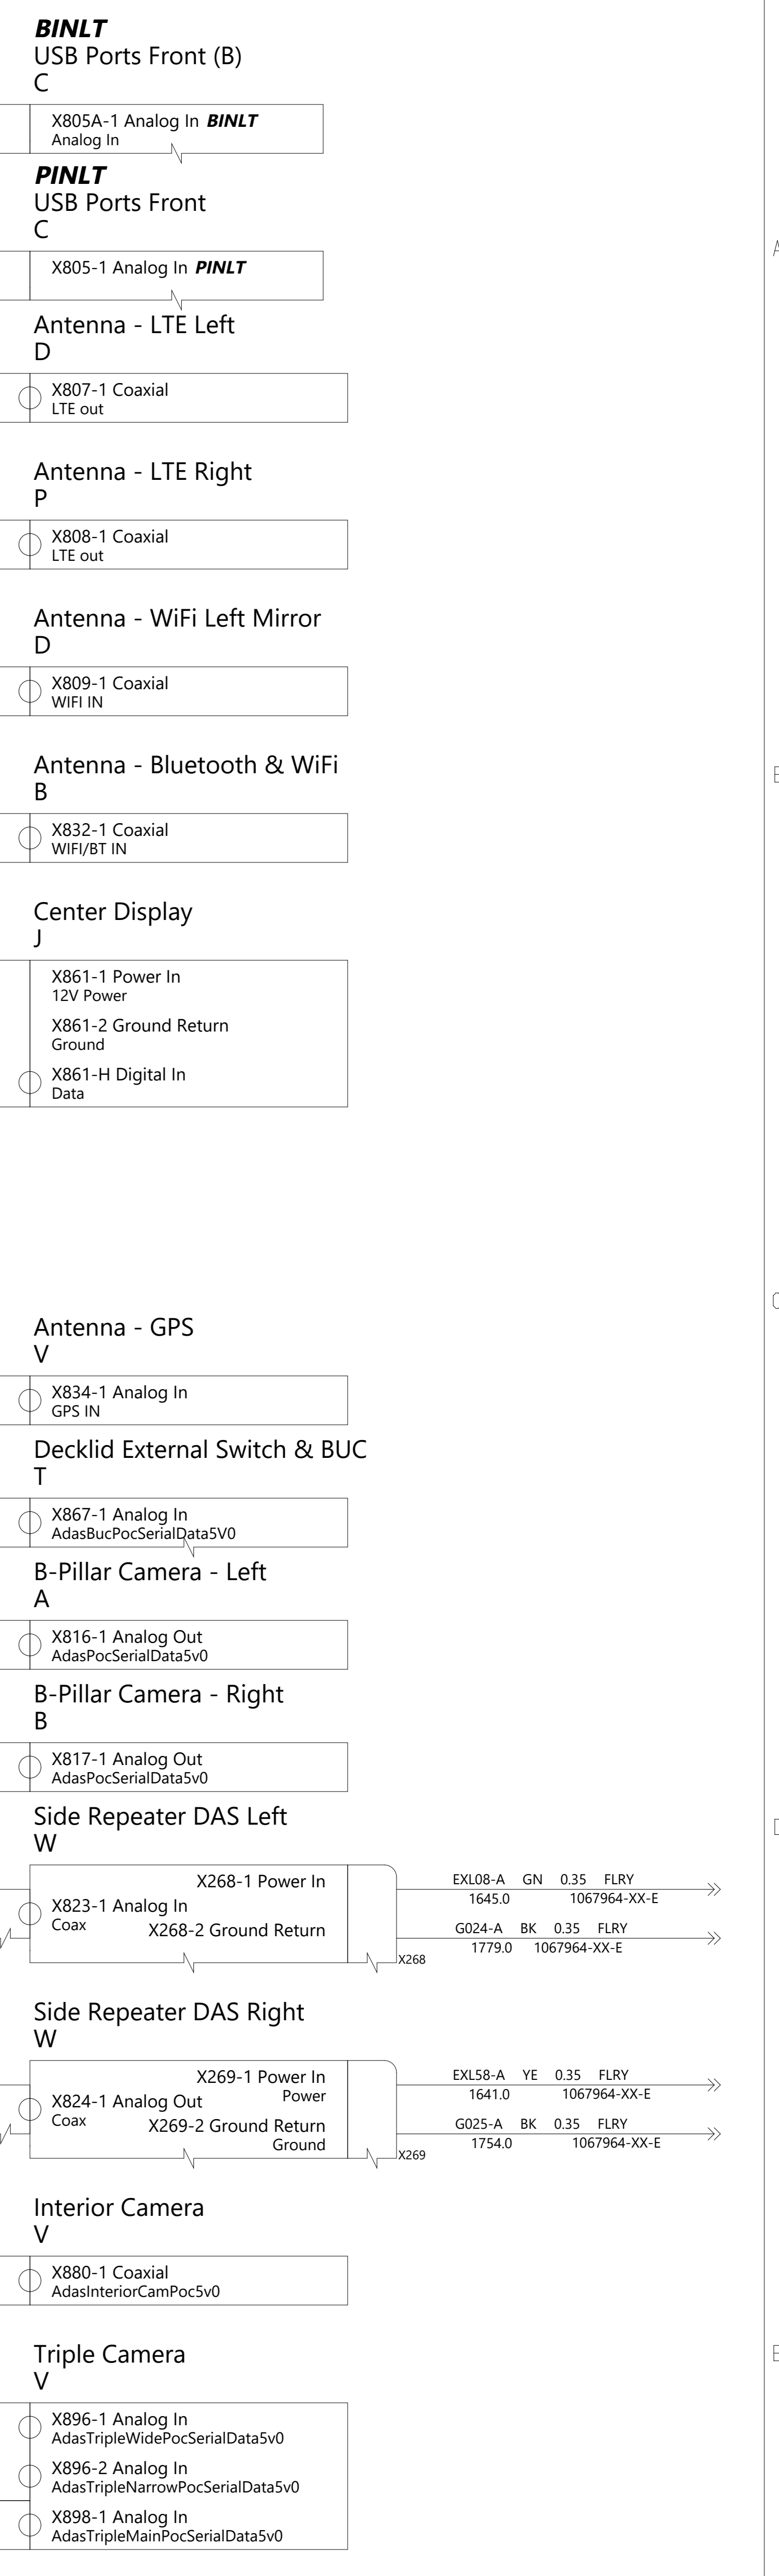 BINLT
USB Ports Front (B)
C
X805A-1 Analog In BINLT
Analog In
PINLT
USB Ports Front
C
X805-1 Analog In PINLT
A
Antenna - LTE Left
D
X807-1 Coaxial
LTE out
Antenna - LTE Right
P
X808-1 Coaxial
LTE out
Antenna - WiFi Left Mirror
D
X809-1 Coaxial
WIFI IN
Antenna - Bluetooth & WiFi
B
X832-1 Coaxial
WIFI/BT IN
Center Display
J
X861-1 Power In
12V Power
X861-2 Ground Return
Ground
X861-H Digital In
Data
Antenna - GPS
V
X834-1 Analog In
GPS IN
Decklid External Switch & BUC
T
X867-1 Analog In
AdasBucPocSerialData5V0
B-Pillar Camera - Left
A
X816-1 Analog Out
AdasPocSerialData5v0
B-Pillar Camera - Right
B
X817-1 Analog Out
AdasPocSerialData5v0
Side Repeater DAS Left
W
X268-1 Power In
EXL08-A GN 0.35 FLRY
1645.0 1067964-XX-E
X823-1 Analog In
Coax
X268-2 Ground Return
G024-A BK 0.35 FLRY
1779.0 1067964-XX-E
X268
Side Repeater DAS Right
W
X269-1 Power In
Power
EXL58-A YE 0.35 FLRY
1641.0 1067964-XX-E
X824-1 Analog Out
Coax
X269-2 Ground Return
Ground
G025-A BK 0.35 FLRY
1754.0 1067964-XX-E
X269
Interior Camera
V
X880-1 Coaxial
AdasInteriorCamPoc5v0
Triple Camera
V
X896-1 Analog In
AdasTripleWidePocSerialData5v0
X896-2 Analog In
AdasTripleNarrowPocSerialData5v0
X898-1 Analog In
AdasTripleMainPocSerialData5v0